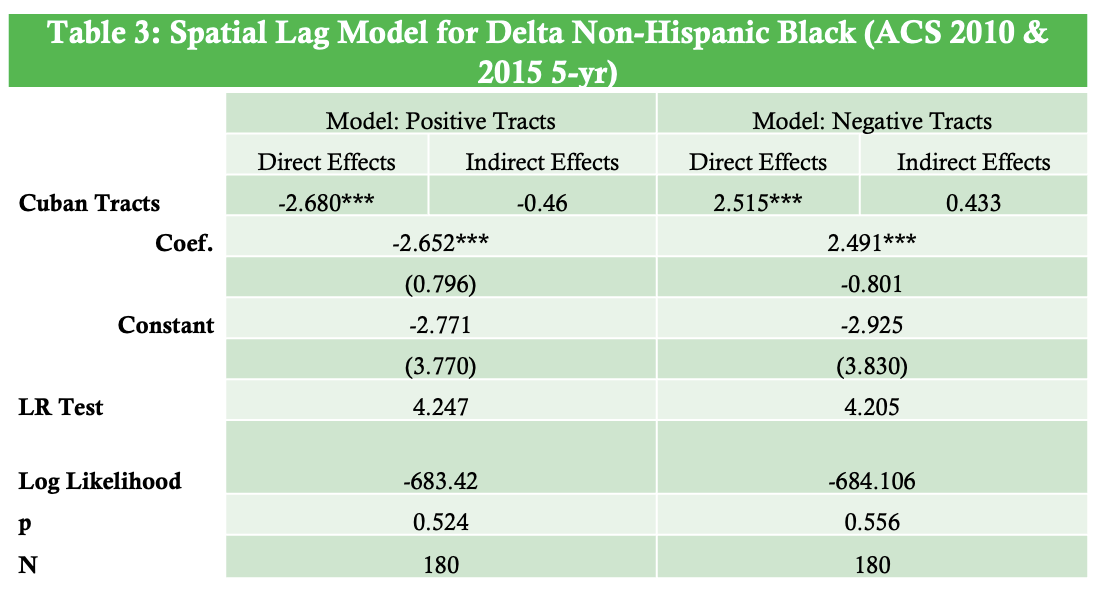 Table 3: Spatial Lag Model for Delta Non-Hispanic Black (ACS 2010 &
2015 5-yr)
Model: Positive Tracts Model: Negative Tracts
Direct Effects Indirect Effects Direct Effects Indirect Effects
Cuban Tracts -2.680*** -0.46 2.515*** 0.433
Coef. -2.652*** 2.491***
(0.796) -0.801
Constant -2.771 -2.925
(3.770) (3.830)
LR Test 4.247 4.205
Log Likelihood -683.42 -684.106
p 0.524 0.556
N 180 180